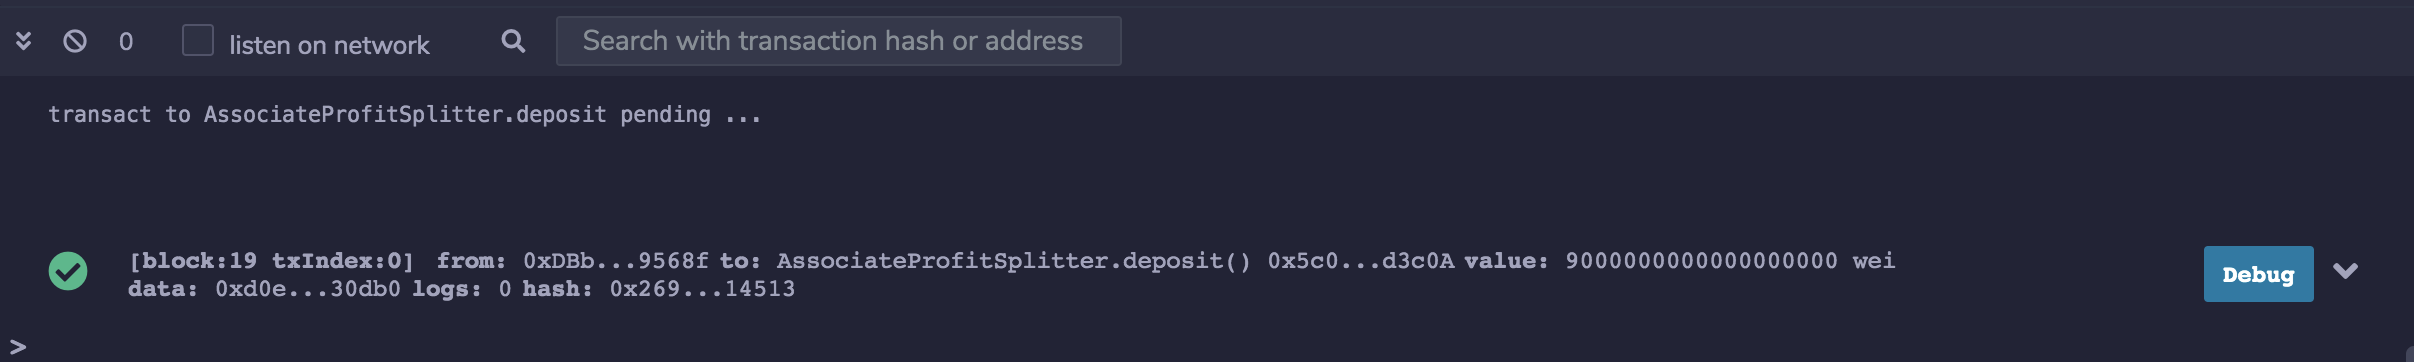 0
listen on network
Search with transaction hash or address
transact to AssociateProfitSplitter.deposit pending ...
[block:19 txIndex:0] from: 0xDBb...9568f to: AssociateProfitSplitter.deposit() 0x5c0...d3c0A value: 9000000000000000000 wei
data: 0xd0e...30db0 logs: 0 hash: 0x269...14513
Debug
>